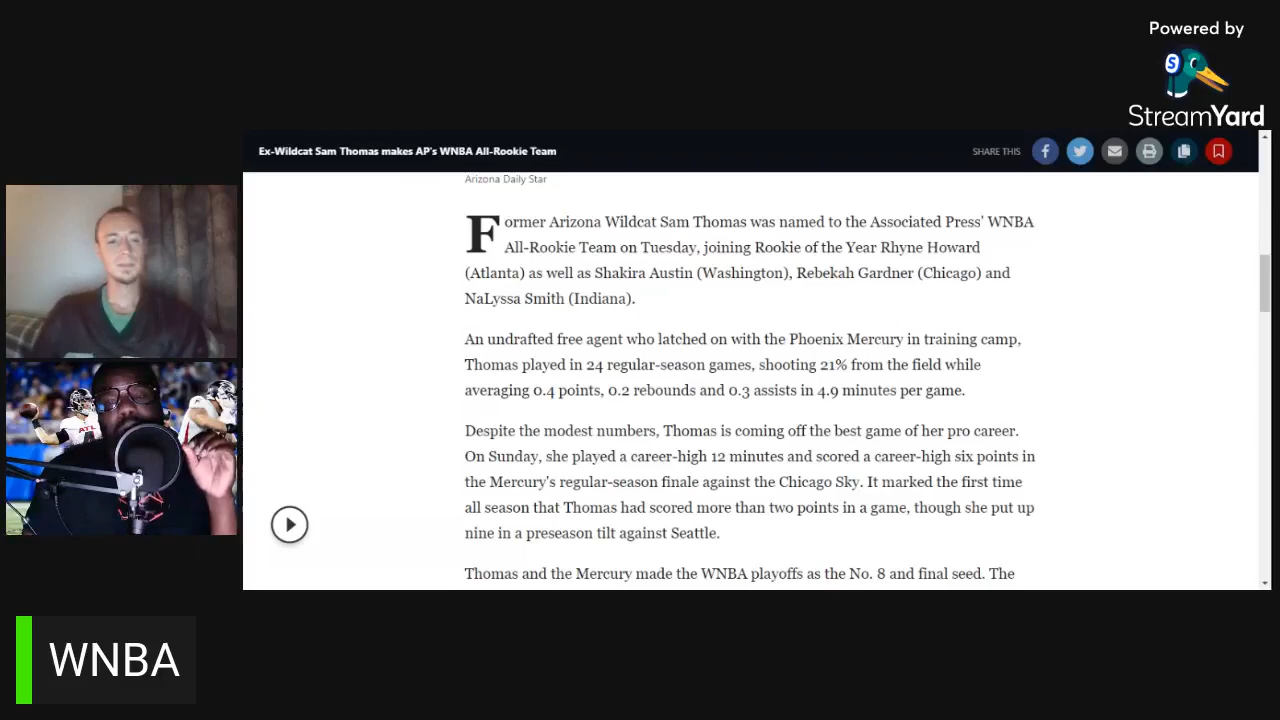 Powered by
S
StreamYard
Ex-Wildcat Sam Thomas makes AP's WNBA All-Rookie Team
SHARE THIS
Arizona Daily Star
Former Arizona Wildcat Sam Thomas was named to the Associated Press' WNBA
All-Rookie Team on Tuesday, joining Rookie of the Year Rhyne Howard
(Atlanta) as well as Shakira Austin (Washington), Rebekah Gardner (Chicago) and
NaLyssa Smith (Indiana).
An undrafted free agent who latched on with the Phoenix Mercury in training camp,
Thomas played in 24 regular-season games, shooting 21% from the field while
averaging 0.4 points, 0.2 rebounds and 0.3 assists in 4.9 minutes per game.
Despite the modest numbers, Thomas is coming off the best game of her pro career.
On Sunday, she played a career-high 12 minutes and scored a career-high six points in
the Mercury's regular-season finale against the Chicago Sky. It marked the first time
all season that Thomas had scored more than two points in a game, though she put up
nine in a preseason tilt against Seattle.
Thomas and the Mercury made the WNBA playoffs as the No. 8 and final seed. The
ATL
WNBA